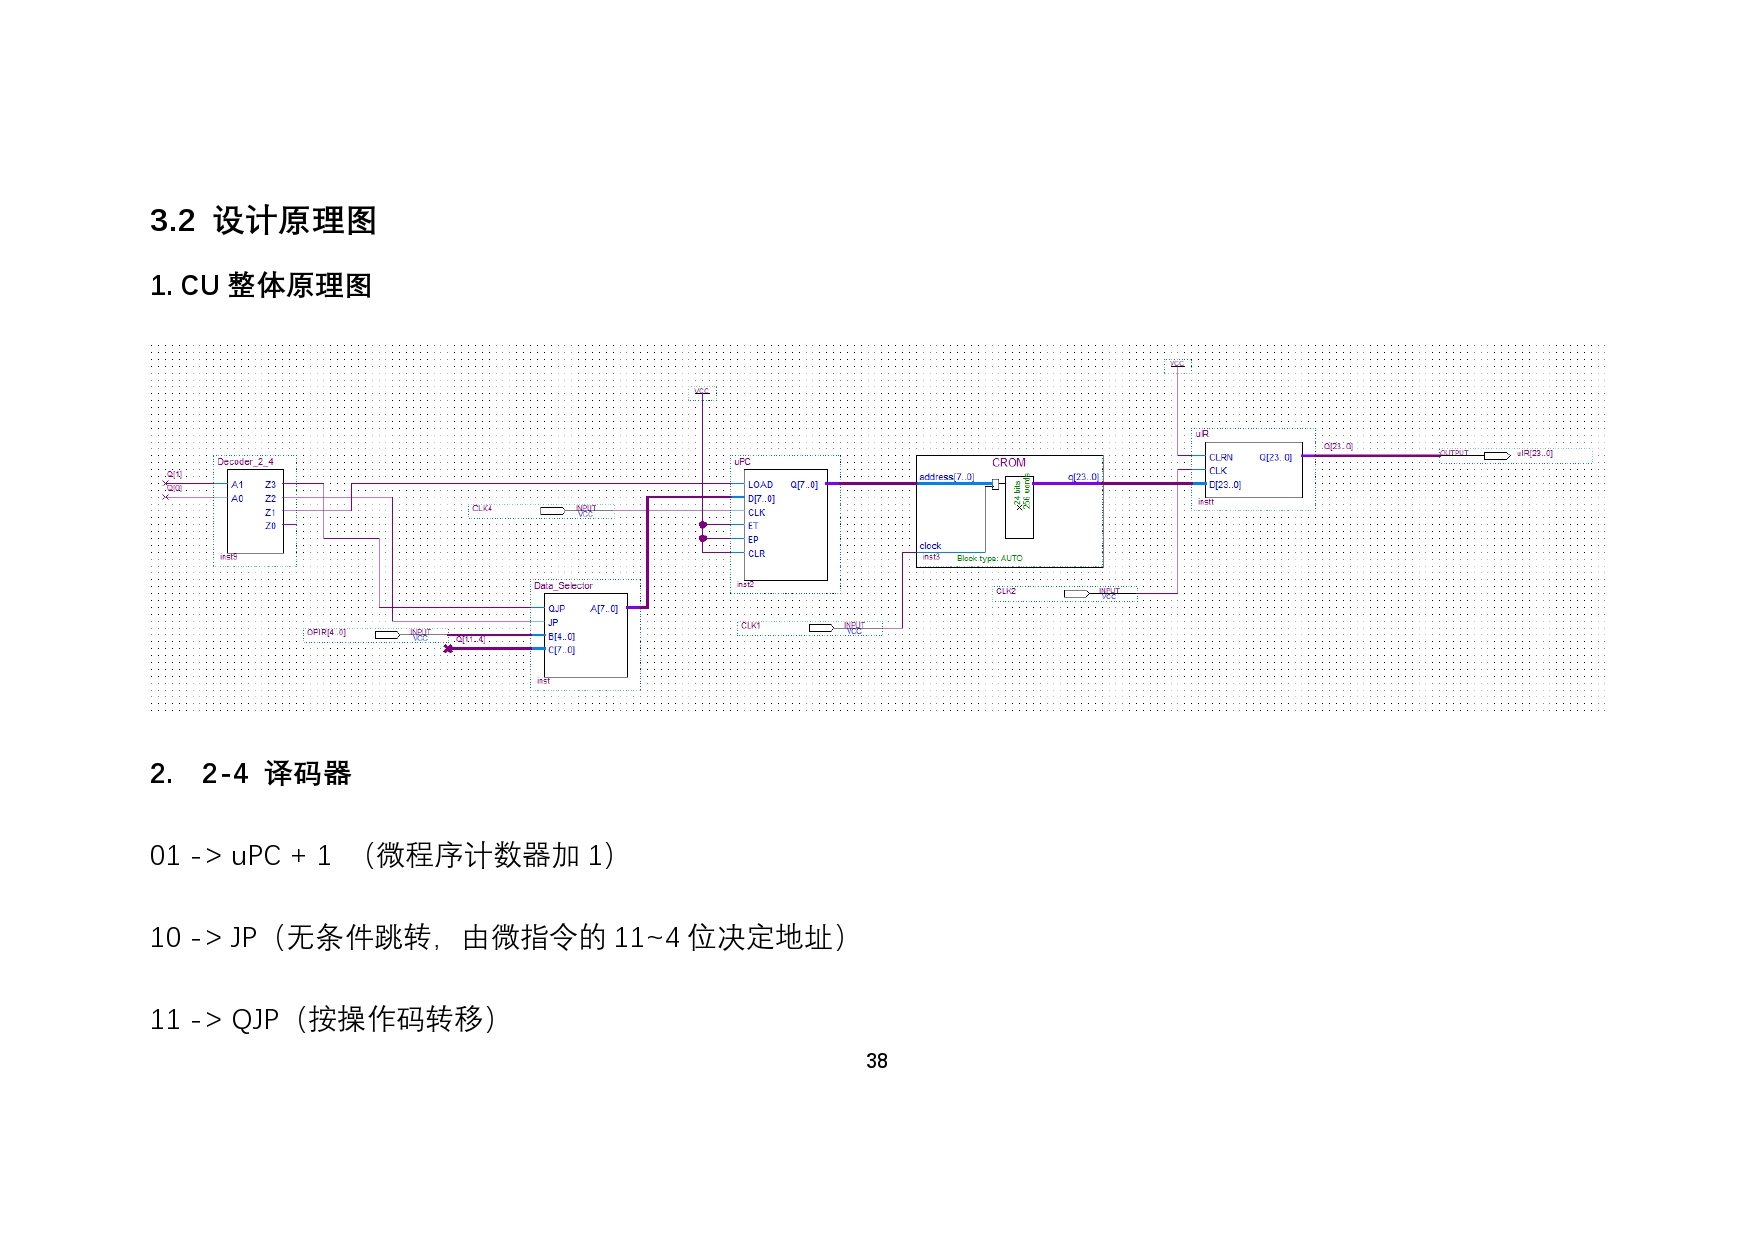 3.2 设计原理图
1. CU 整体原理图
VCC
VCC
uIR
Q[23..0]
CLRN Q[23..0]
OUTPUT uIR[23..0]
CLK
D[23..0]
instt
Decoder_2_4
Q[1]
Q[0]
A1 Z3
A0 Z2
Z1
Z0
inst9
uPC
LOAD Q[7..0]
D[7..0]
CLK
ET
EP
CLR
inst2
CLK4 INPUT
VCC
CROM
address[7..0] q[23..0]
24 bits
256 words
clock
inst3 Block type: AUTO
CLK2 INPUT
VCC
CLK1 INPUT
VCC
Data_Selector
QJP A[7..0]
JP
B[4..0]
C[7..0]
inst
OPIR[4..0] INPUT
VCC
Q[11..4]
2. 2-4 译码器
01 -> uPC + 1 （微程序计数器加 1）
10 -> JP（无条件跳转，由微指令的 11~4 位决定地址）
11 -> QJP（按操作码转移）
38